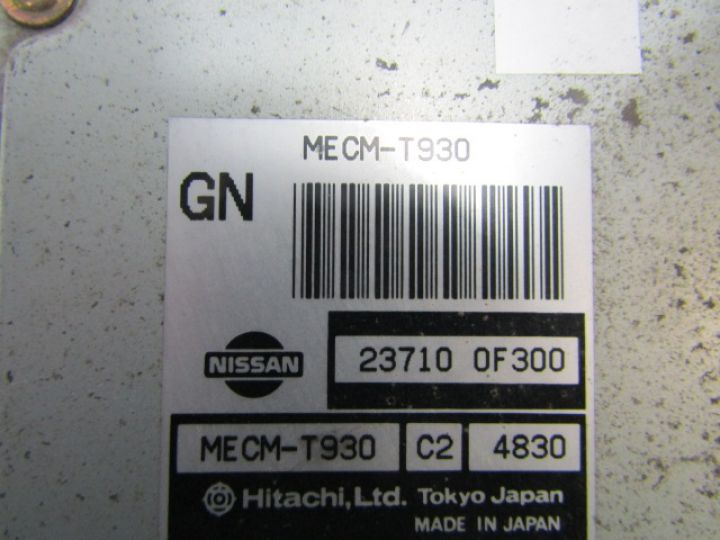 MECM-T930
GN
NISSAN
23710 0F300
MECM-T930 C2 4830
Hitachi, Ltd. Tokyo Japan
MADE IN JAPAN